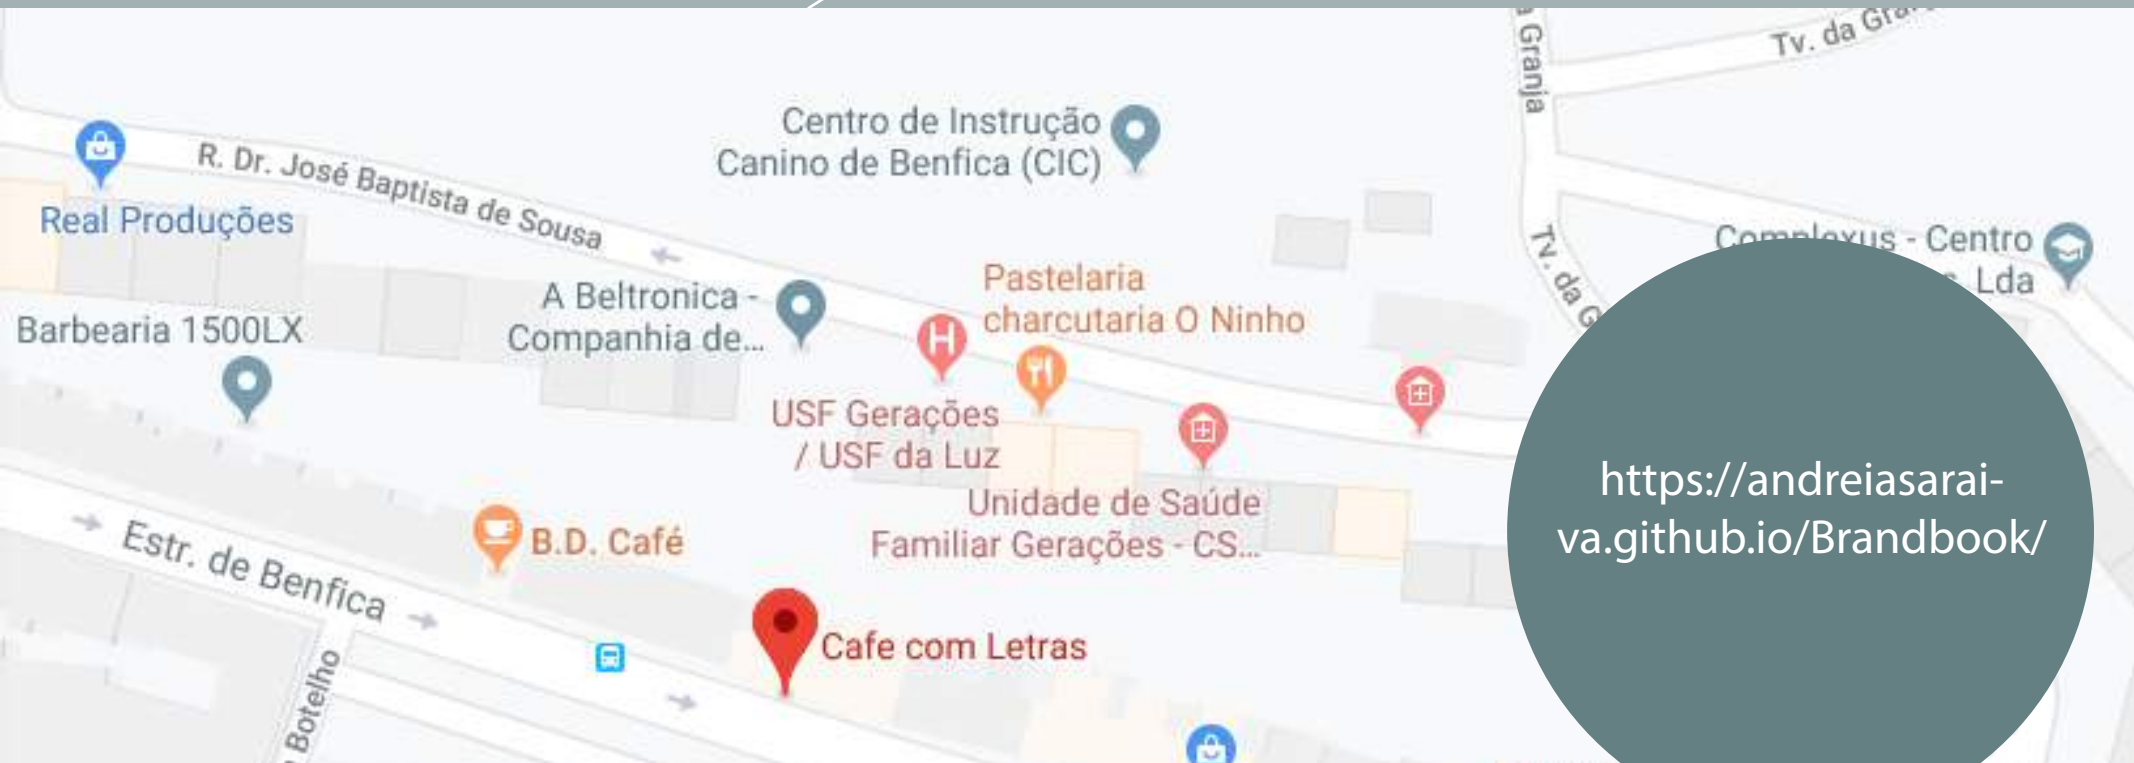 Granja
Tv. da
Centro de Instrução
Canino de Benfica (CIC)
R. Dr. José Baptista de Sousa
Real Produções
Complexus - Centro
Lda
Tv. da
Pastelaria
charcutaria O Ninho
A Beltronica -
Companhia de...
Barbearia 1500LX
USF Gerações
/ USF da Luz
Unidade de Saúde
Familiar Gerações - CS...
https://andreiasarai-
va.github.io/Brandbook/
B.D. Café
Estr. de Benfica
Cafe com Letras
Botelho